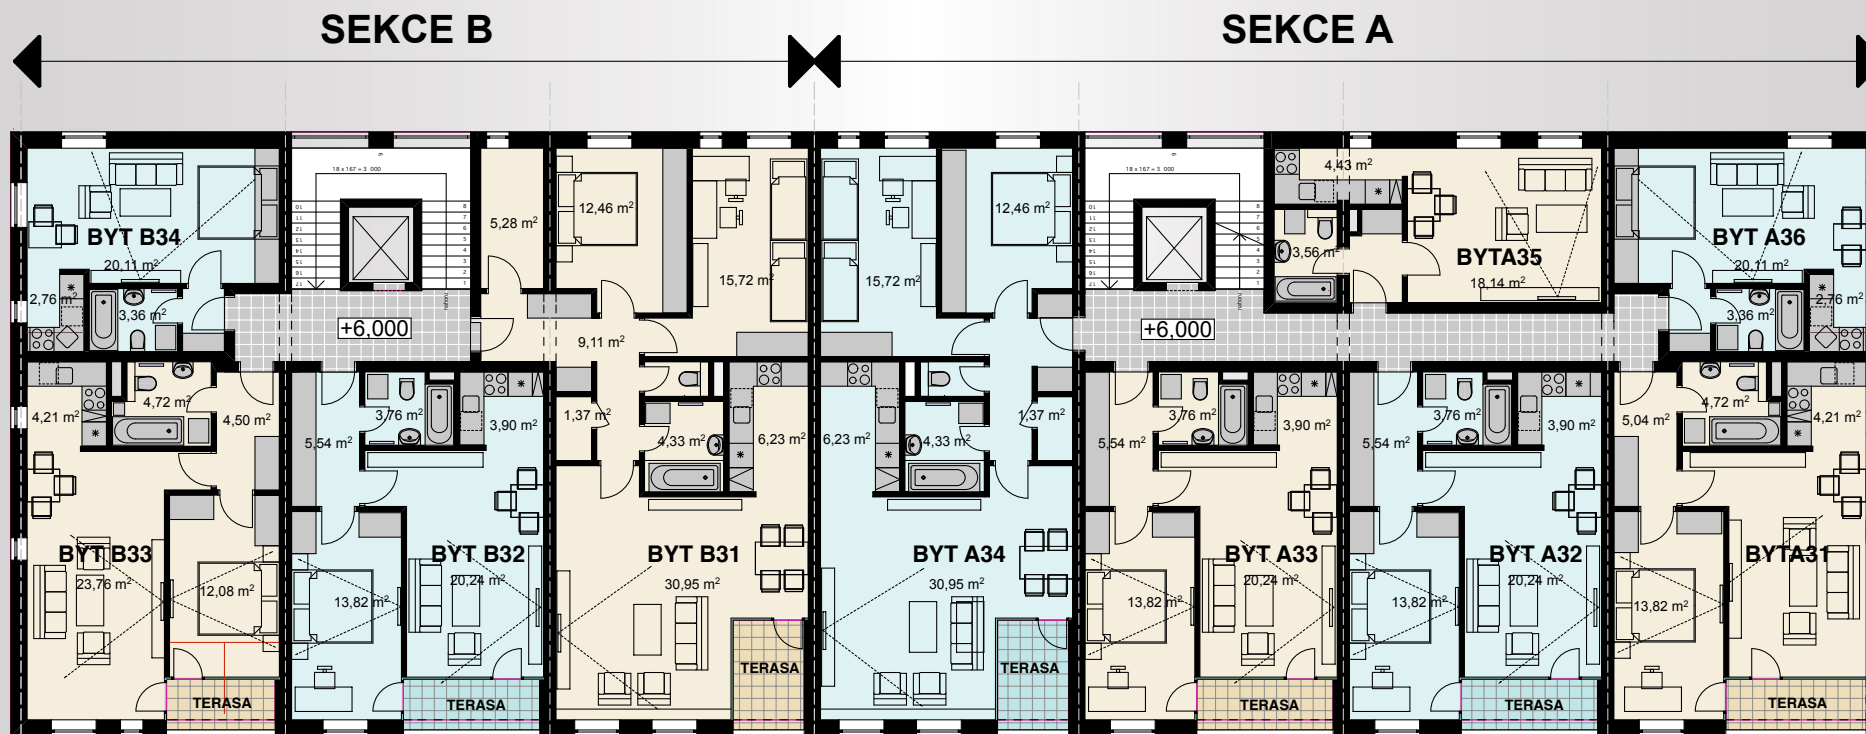 SEKCE B
SEKCE A
18 x 167 = 3 000
18 x 167 = 3 000
4,43 m²
12,46 m²
12,46 m²
5,28 m²
BYT B34
20,11 m²
15,72 m²
15,72 m²
3,56 m²
BYTA35
18,14 m²
BYT A36
20,11 m²
2,76 m²
3,36 m²
+6,000
9,11 m²
+6,000
3,36 m²
2,76 m²
4,21 m²
4,72 m²
4,50 m²
5,54 m²
3,76 m²
3,90 m²
1,37 m²
4,33 m²
6,23 m²
6,23 m²
4,33 m²
1,37 m²
5,54 m²
3,76 m²
3,90 m²
5,54 m²
3,76 m²
3,90 m²
5,04 m²
4,72 m²
4,21 m²
BYT B33
23,76 m²
12,08 m²
BYT B32
20,24 m²
13,82 m²
BYT B31
30,95 m²
BYT A34
30,95 m²
BYT A33
20,24 m²
13,82 m²
BYT A32
20,24 m²
13,82 m²
BYTA31
13,82 m²
TERASA
TERASA
TERASA
TERASA
TERASA
TERASA
TERASA